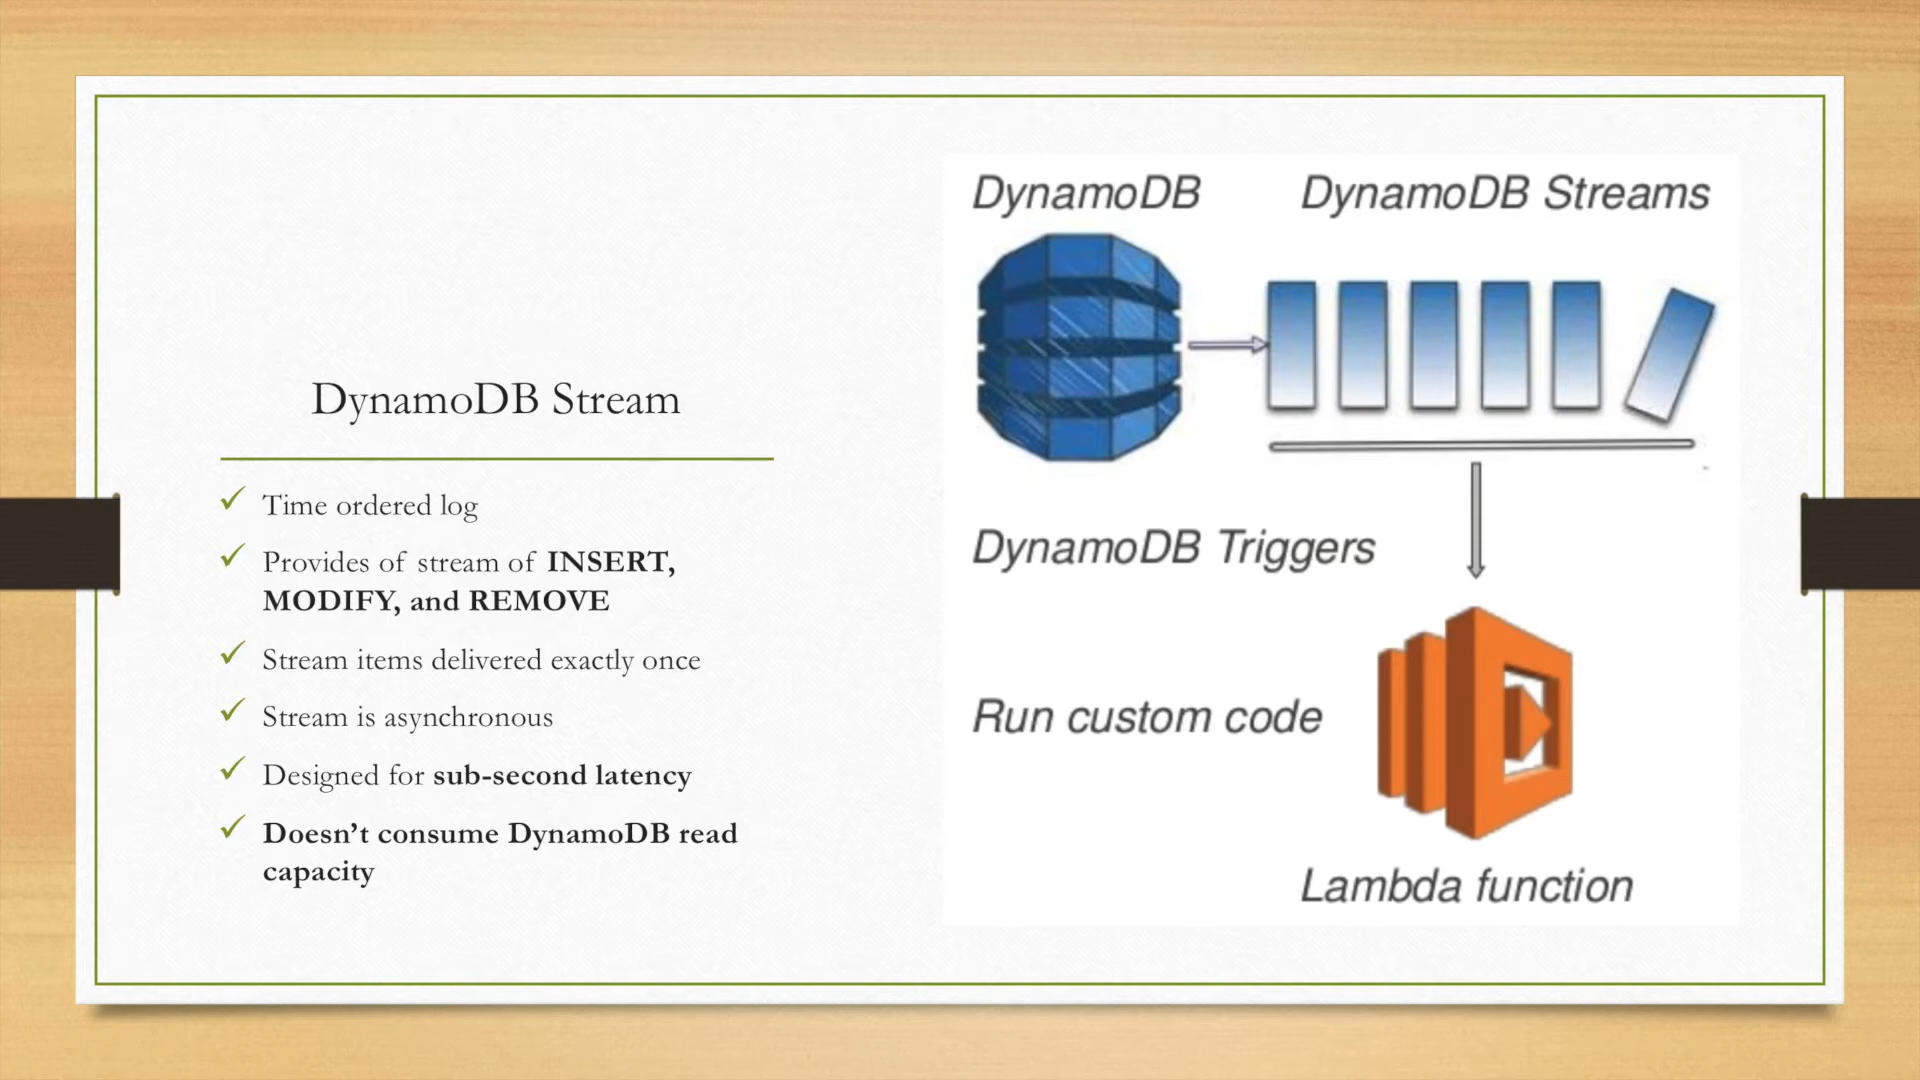 DynamoDB Stream
Time ordered log
Provides of stream of INSERT,
MODIFY, and REMOVE
Stream items delivered exactly once
Stream is asynchronous
Designed for sub-second latency
Doesn’t consume DynamoDB read
capacity
DynamoDB
DynamoDB Streams
DynamoDB Triggers
Run custom code
Lambda function